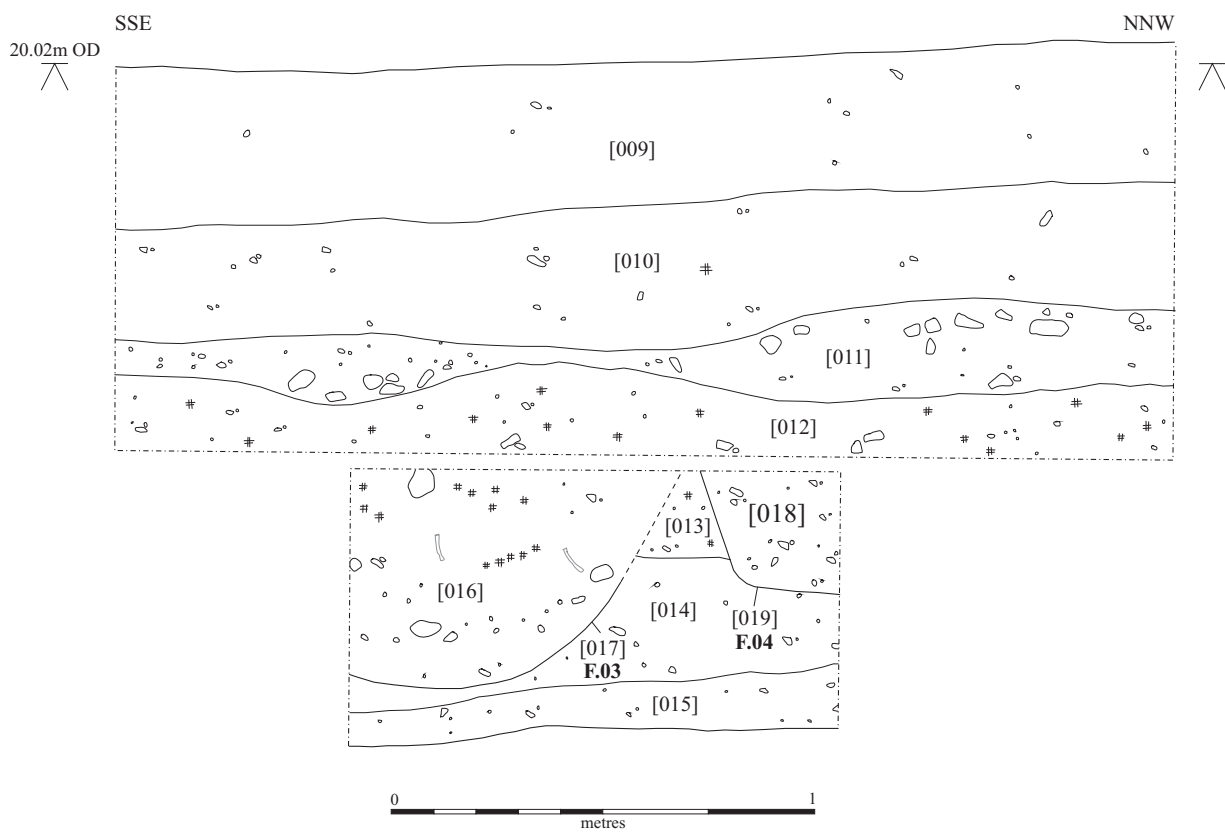 SSE NNW
20.02m OD
[009]
[010]
[011]
[012]
[013] [018]
[016] [014] [019]
F.04
[017]
F.03
[015]
0 1
metres